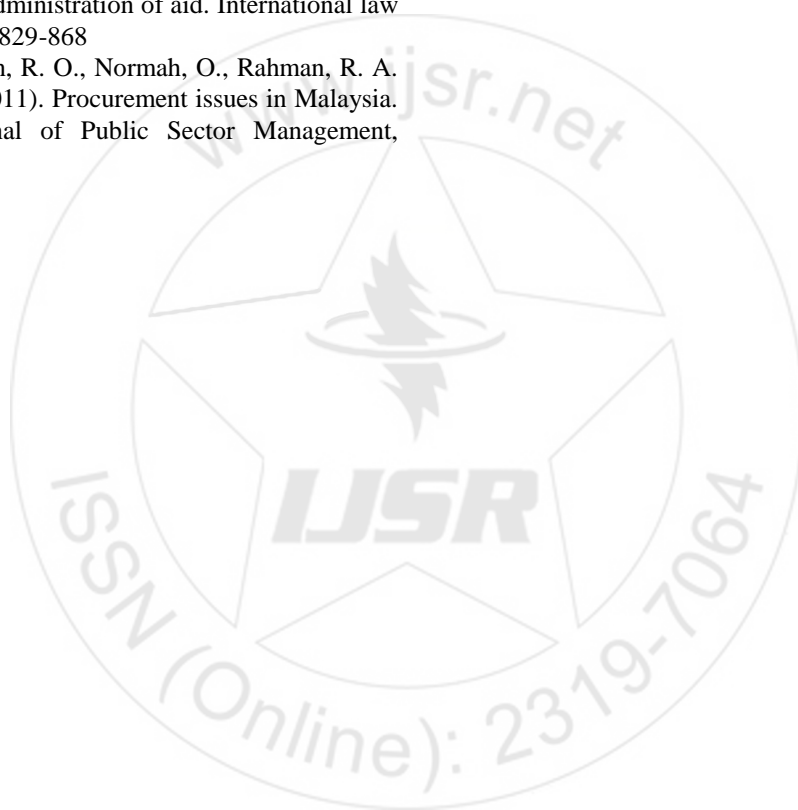 dministration of aid. International law
829-868
n, R. O., Normah, O., Rahman, R. A.
011). Procurement issues in Malaysia.
nal of Public Sector Management,
www.ijsr.net
IJSR
ISSN (Online): 2319-7064